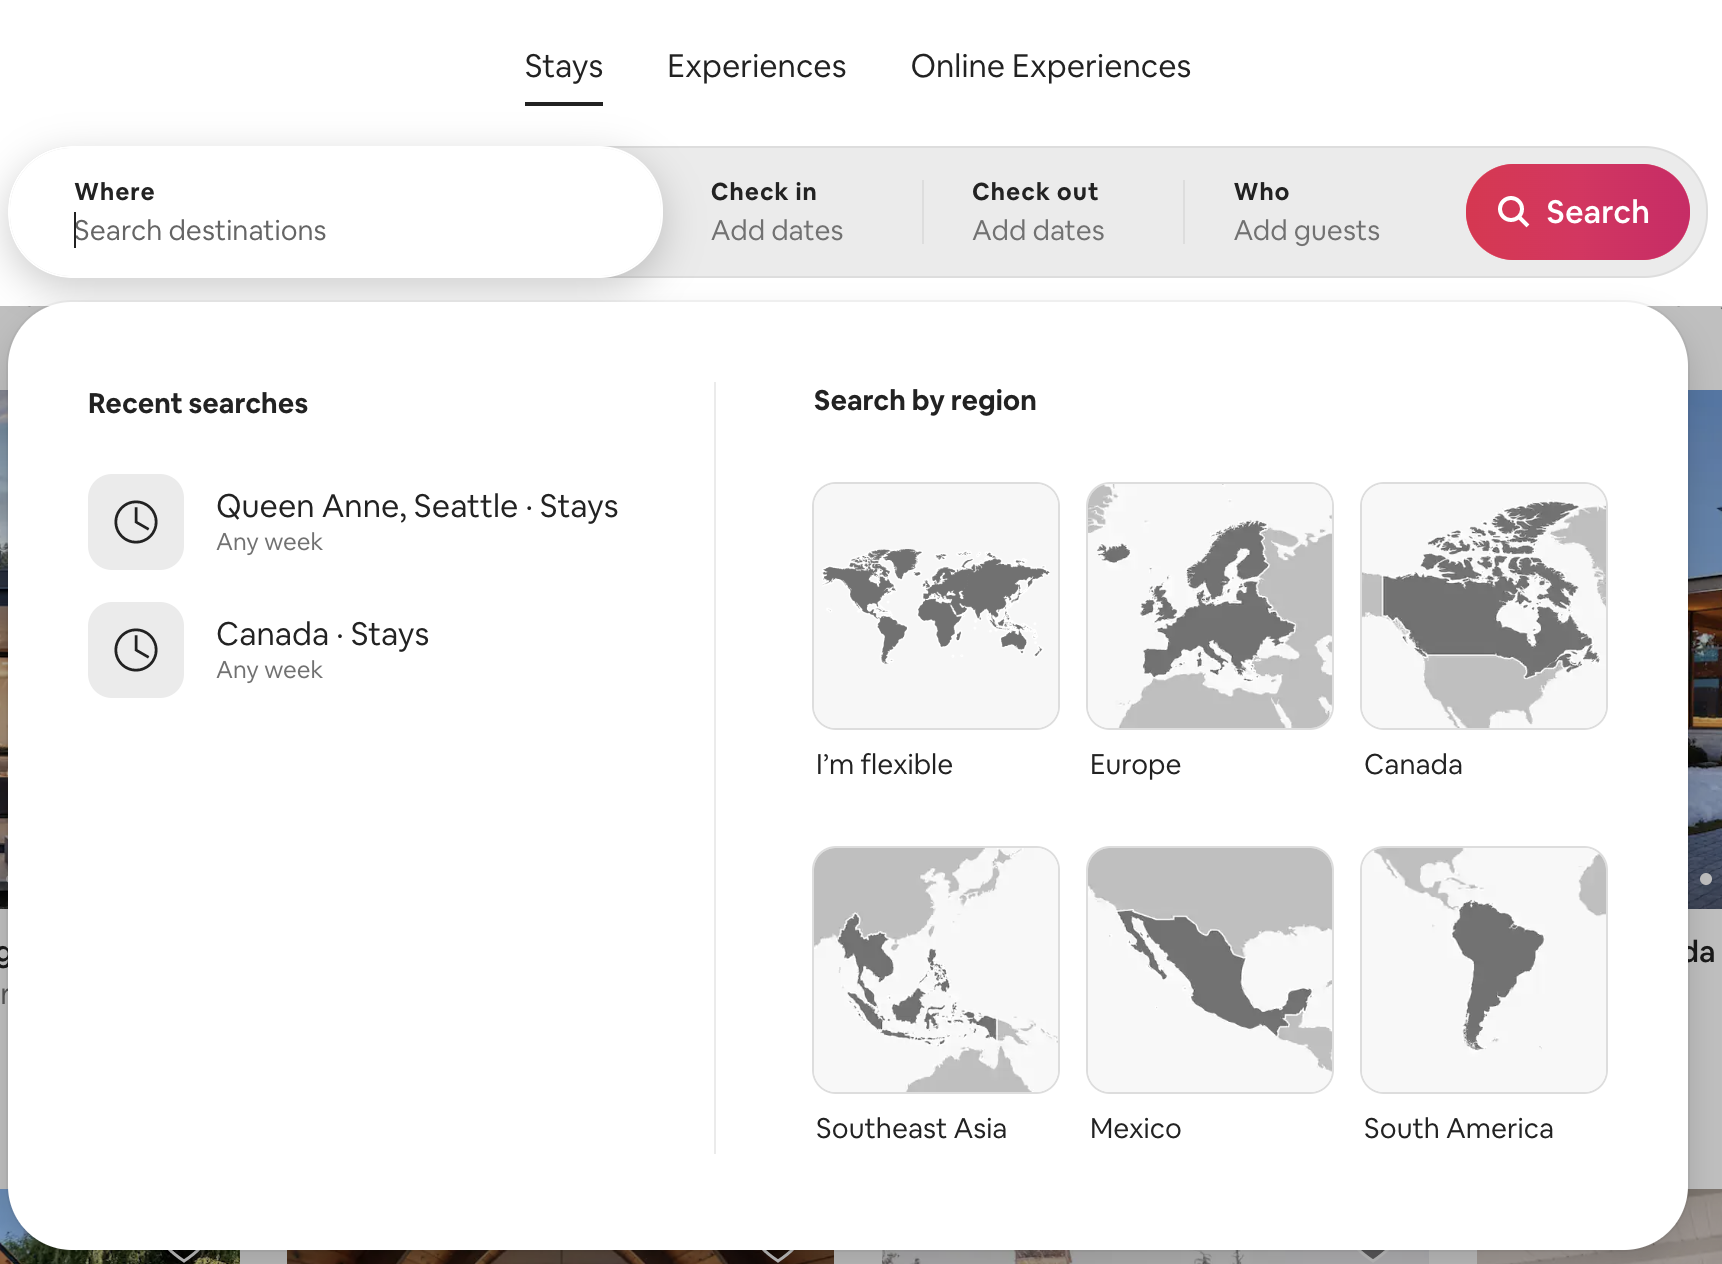 Stays Experiences Online Experiences
Where
Search destinations
Check in
Add dates
Check out
Add dates
Who
Add guests
Search
Recent searches
Queen Anne, Seattle · Stays
Any week
Canada · Stays
Any week
Search by region
I’m flexible
Europe
Canada
Southeast Asia
Mexico
South America